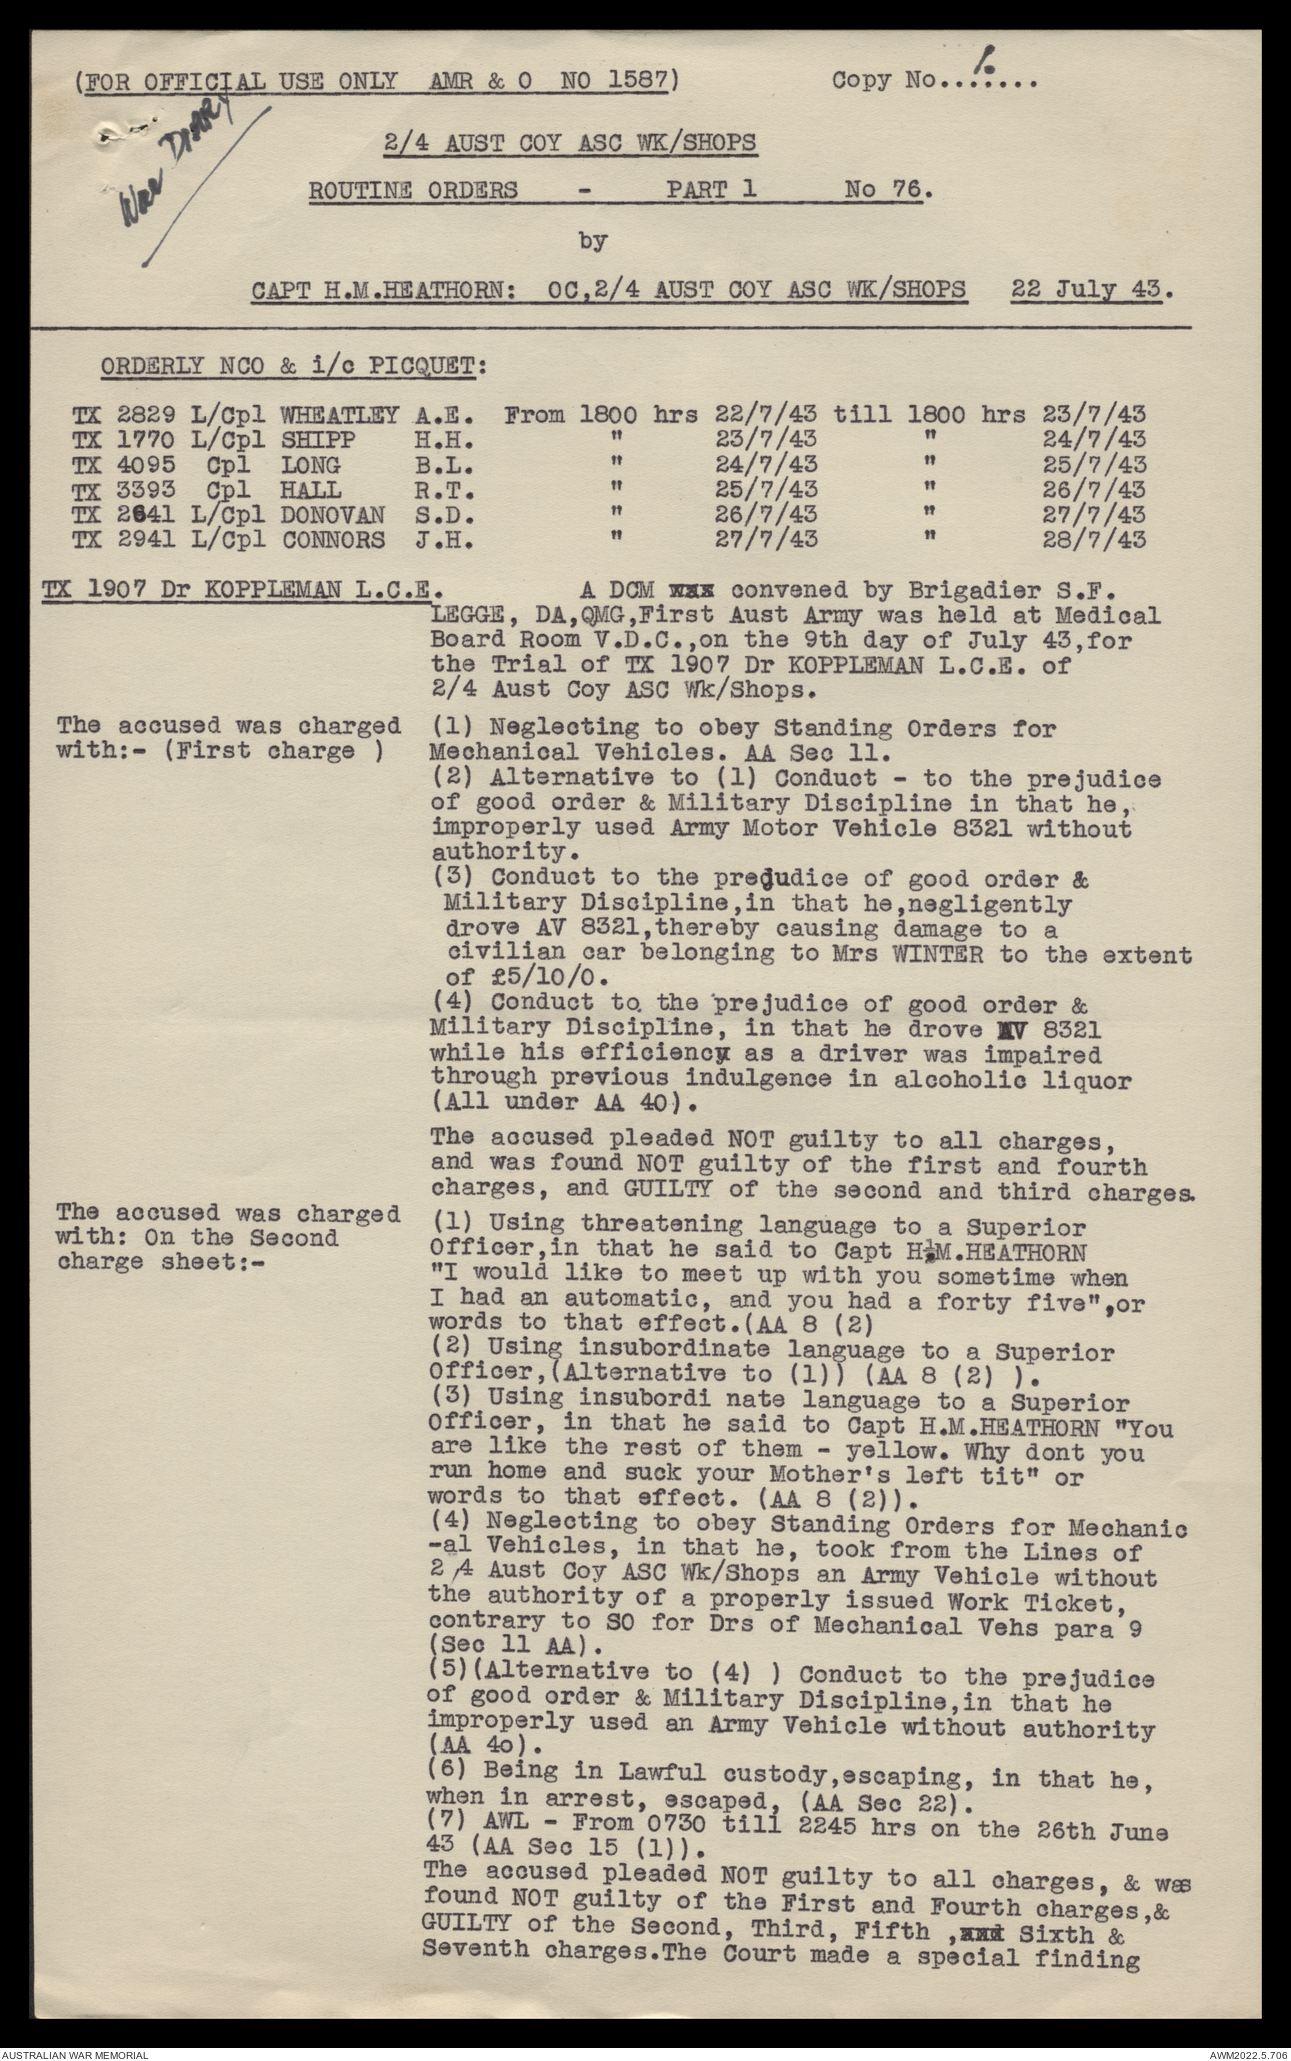 (FOR OFFICIAL USE ONLY AMR & O NO 1587) Copy No....... 1.
War Diary
2/4 AUST COY ASC WK/SHOPS
ROUTINE ORDERS - PART 1 No 76.
by
CAPT H.M.HEATHORN: OC,2/4 AUST COY ASC WK/SHOPS 22 July 43.
ORDERLY NCO & i/c PICQUET:
TX 2829 L/Cpl WHEATLEY A.E. From 1800 hrs 22/7/43 till 1800 hrs 23/7/43
TX 1770 L/Cpl SHIPP H.H. " 23/7/43 " 24/7/43
TX 4095 Cpl LONG B.L. " 24/7/43 " 25/7/43
TX 3393 Cpl HALL R.T. " 25/7/43 " 26/7/43
TX 2641 L/Cpl DONOVAN S.D. " 26/7/43 " 27/7/43
TX 2941 L/Cpl CONNORS J.H. " 27/7/43 " 28/7/43
TX 1907 Dr KOPPLEMAN L.C.E. A DCM was convened by Brigadier S.F.
LEGGE, DA,QMG,First Aust Army was held at Medical
Board Room V.D.C.,on the 9th day of July 43,for
the Trial of TX 1907 Dr KOPPLEMAN L.C.E. of
2/4 Aust Coy ASC Wk/Shops.
The accused was charged
with:- (First charge )
(1) Neglecting to obey Standing Orders for
Mechanical Vehicles. AA Sec 11.
(2) Alternative to (1) Conduct - to the prejudice
of good order & Military Discipline in that he,
improperly used Army Motor Vehicle 8321 without
authority.
(3) Conduct to the prejudice of good order &
Military Discipline,in that he,negligently
drove AV 8321,thereby causing damage to a
civilian car belonging to Mrs WINTER to the extent
of £5/10/0.
(4) Conduct to the prejudice of good order &
Military Discipline, in that he drove AV 8321
while his efficiency as a driver was impaired
through previous indulgence in alcoholic liquor
(All under AA 40).
The accused pleaded NOT guilty to all charges,
and was found NOT guilty of the first and fourth
charges, and GUILTY of the second and third charges.
The accused was charged
with: On the Second
charge sheet:-
(1) Using threatening language to a Superior
Officer,in that he said to Capt H.M.HEATHORN
"I would like to meet up with you sometime when
I had an automatic, and you had a forty five",or
words to that effect.(AA 8 (2)
(2) Using insubordinate language to a Superior
Officer,(Alternative to (1)) (AA 8 (2) ).
(3) Using insubordi nate language to a Superior
Officer, in that he said to Capt H.M.HEATHORN "You
are like the rest of them - yellow. Why dont you
run home and suck your Mother's left tit" or
words to that effect. (AA 8 (2)).
(4) Neglecting to obey Standing Orders for Mechanic
-al Vehicles, in that he, took from the Lines of
2/4 Aust Coy ASC Wk/Shops an Army Vehicle without
the authority of a properly issued Work Ticket,
contrary to SO for Drs of Mechanical Vehs para 9
(Sec 11 AA).
(5)(Alternative to (4) ) Conduct to the prejudice
of good order & Military Discipline,in that he
improperly used an Army Vehicle without authority
(AA 40).
(6) Being in Lawful custody,escaping, in that he,
when in arrest, escaped, (AA Sec 22).
(7) AWL - From 0730 till 2245 hrs on the 26th June
43 (AA Sec 15 (1)).
The accused pleaded NOT guilty to all charges, & was
found NOT guilty of the First and Fourth charges,&
GUILTY of the Second, Third, Fifth ,and Sixth &
Seventh charges.The Court made a special finding
AUSTRALIAN WAR MEMORIAL AWM2022.5.706